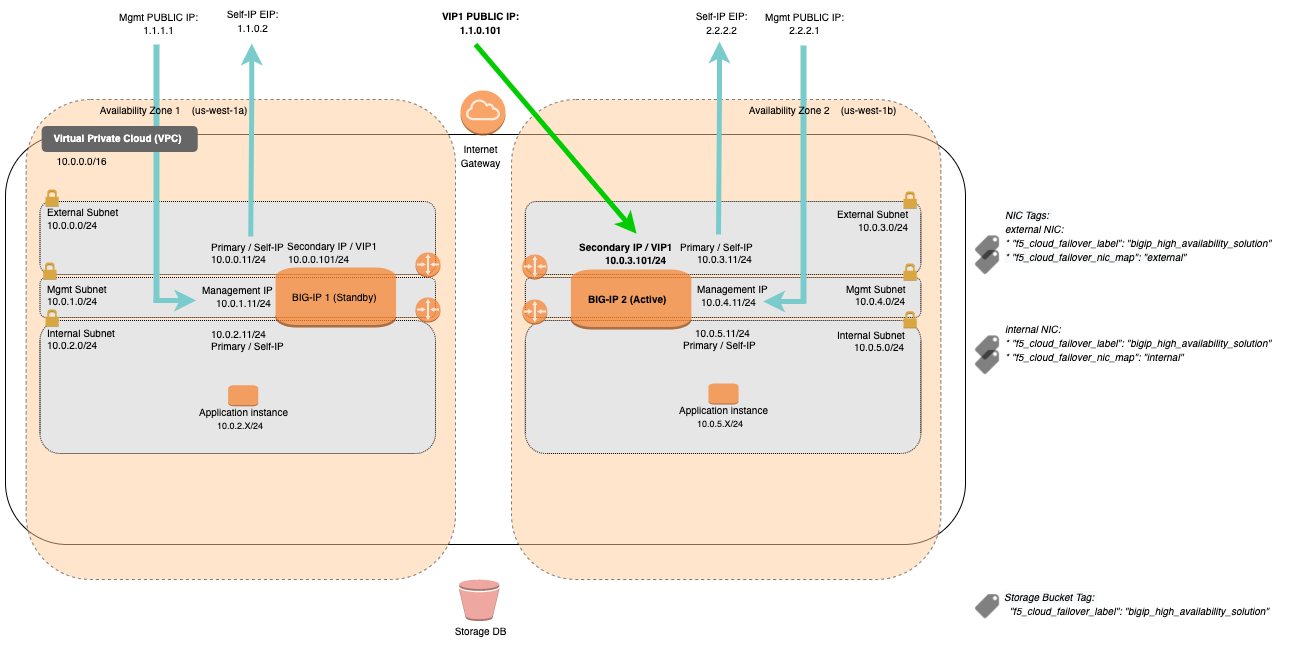 Mgmt PUBLIC IP:
1.1.1.1
Self-IP EIP:
1.1.0.2
VIP1 PUBLIC IP:
1.1.0.101
Self-IP EIP:
2.2.2.2
Mgmt PUBLIC IP:
2.2.2.1
Availability Zone 1 (us-west-1a)
Availability Zone 2 (us-west-1b)
Virtual Private Cloud (VPC)
10.0.0.0/16
Internet
Gateway
External Subnet
10.0.0.0/24
Primary / Self-IP
10.0.0.11/24
Secondary IP / VIP1
10.0.0.101/24
Mgmt Subnet
10.0.1.0/24
Management IP
10.0.1.11/24
BIG-IP 1 (Standby)
Internal Subnet
10.0.2.0/24
10.0.2.11/24
Primary / Self-IP
Application instance
10.0.2.X/24
External Subnet
10.0.3.0/24
Secondary IP / VIP1
10.0.3.101/24
Primary / Self-IP
10.0.3.11/24
BIG-IP 2 (Active)
Management IP
10.0.4.11/24
Mgmt Subnet
10.0.4.0/24
Internal Subnet
10.0.5.0/24
10.0.5.11/24
Primary / Self-IP
Application instance
10.0.5.X/24
NIC Tags:
external NIC:
* "f5_cloud_failover_label": "bigip_high_availability_solution"
* "f5_cloud_failover_nic_map": "external"
internal NIC:
* "f5_cloud_failover_label": "bigip_high_availability_solution"
* "f5_cloud_failover_nic_map": "internal"
Storage DB
Storage Bucket Tag:
"f5_cloud_failover_label": "bigip_high_availability_solution"